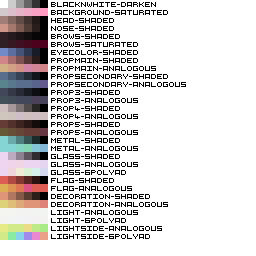 BLACKNWHITE-DARKEN
BACKGROUND-SATURATED
HEAD-SHADED
NOSE-SHADED
BROWS-SHADED
BROWS-SATURATED
EYECOLOR-SHADED
PROPMAIN-SHADED
PROPMAIN-ANALOGOUS
PROPSECONDARY-SHADED
PROPSECONDARY-ANALOGOUS
PROP3-SHADED
PROP3-ANALOGOUS
PROP4-SHADED
PROP4-ANALOGOUS
PROP5-SHADED
PROP5-ANALOGOUS
METAL-SHADED
METAL-ANALOGOUS
GLASS-SHADED
GLASS-ANALOGOUS
GLASS-6POLYAD
FLAG-SHADED
FLAG-ANALOGOUS
DECORATION-SHADED
DECORATION-ANALOGOUS
LIGHT-ANALOGOUS
LIGHT-6POLYAD
LIGHTSIDE-ANALOGOUS
LIGHTSIDE-6POLYAD